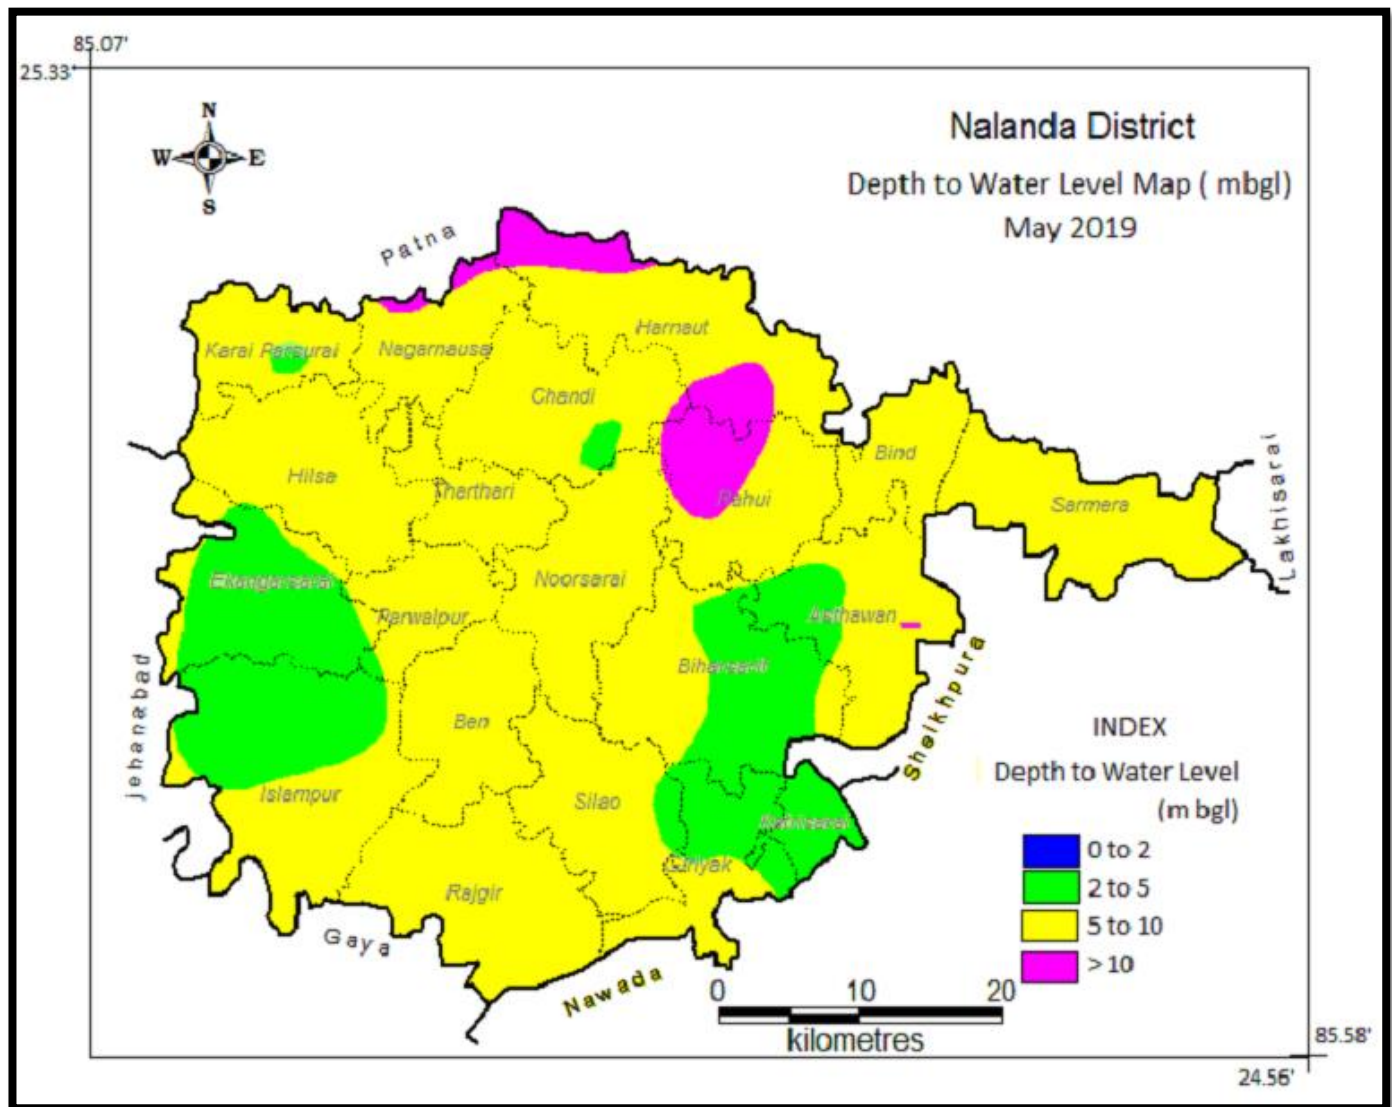 85.07'
25.33'
N
W E
S
Nalanda District
Depth to Water Level Map ( mbgl)
May 2019
Patna
Harnaut
Karai Parsurai
Nagarnausa
Chandi
Bind
Hilsa
Tharthari
Rahui
Sarmera
Lakhisarai
Ekangarsarai
Noorsarai
Parwalpur
Asthawan
Biharsarif
Jehanabad
Ben
Sheikhpura
INDEX
Depth to Water Level
(m bgl)
Islampur
Silao
Katrisarai
0 to 2
Giriyak
2 to 5
Rajgir
5 to 10
Gaya
> 10
Nawada
0 10 20
kilometres
85.58'
24.56'